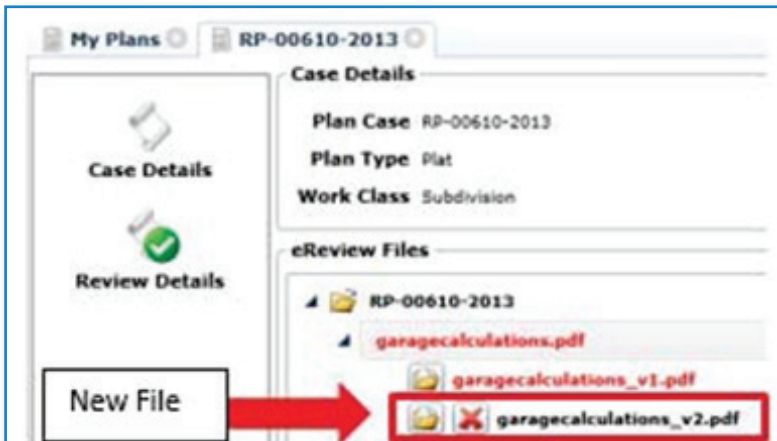 My Plans RP-00610-2013
Case Details
Review Details
Case Details
Plan Case RP-00610-2013
Plan Type Plat
Work Class Subdivision
eReview Files
RP-00610-2013
garagecalculations.pdf
garagecalculations_v1.pdf
New File
garagecalculations_v2.pdf